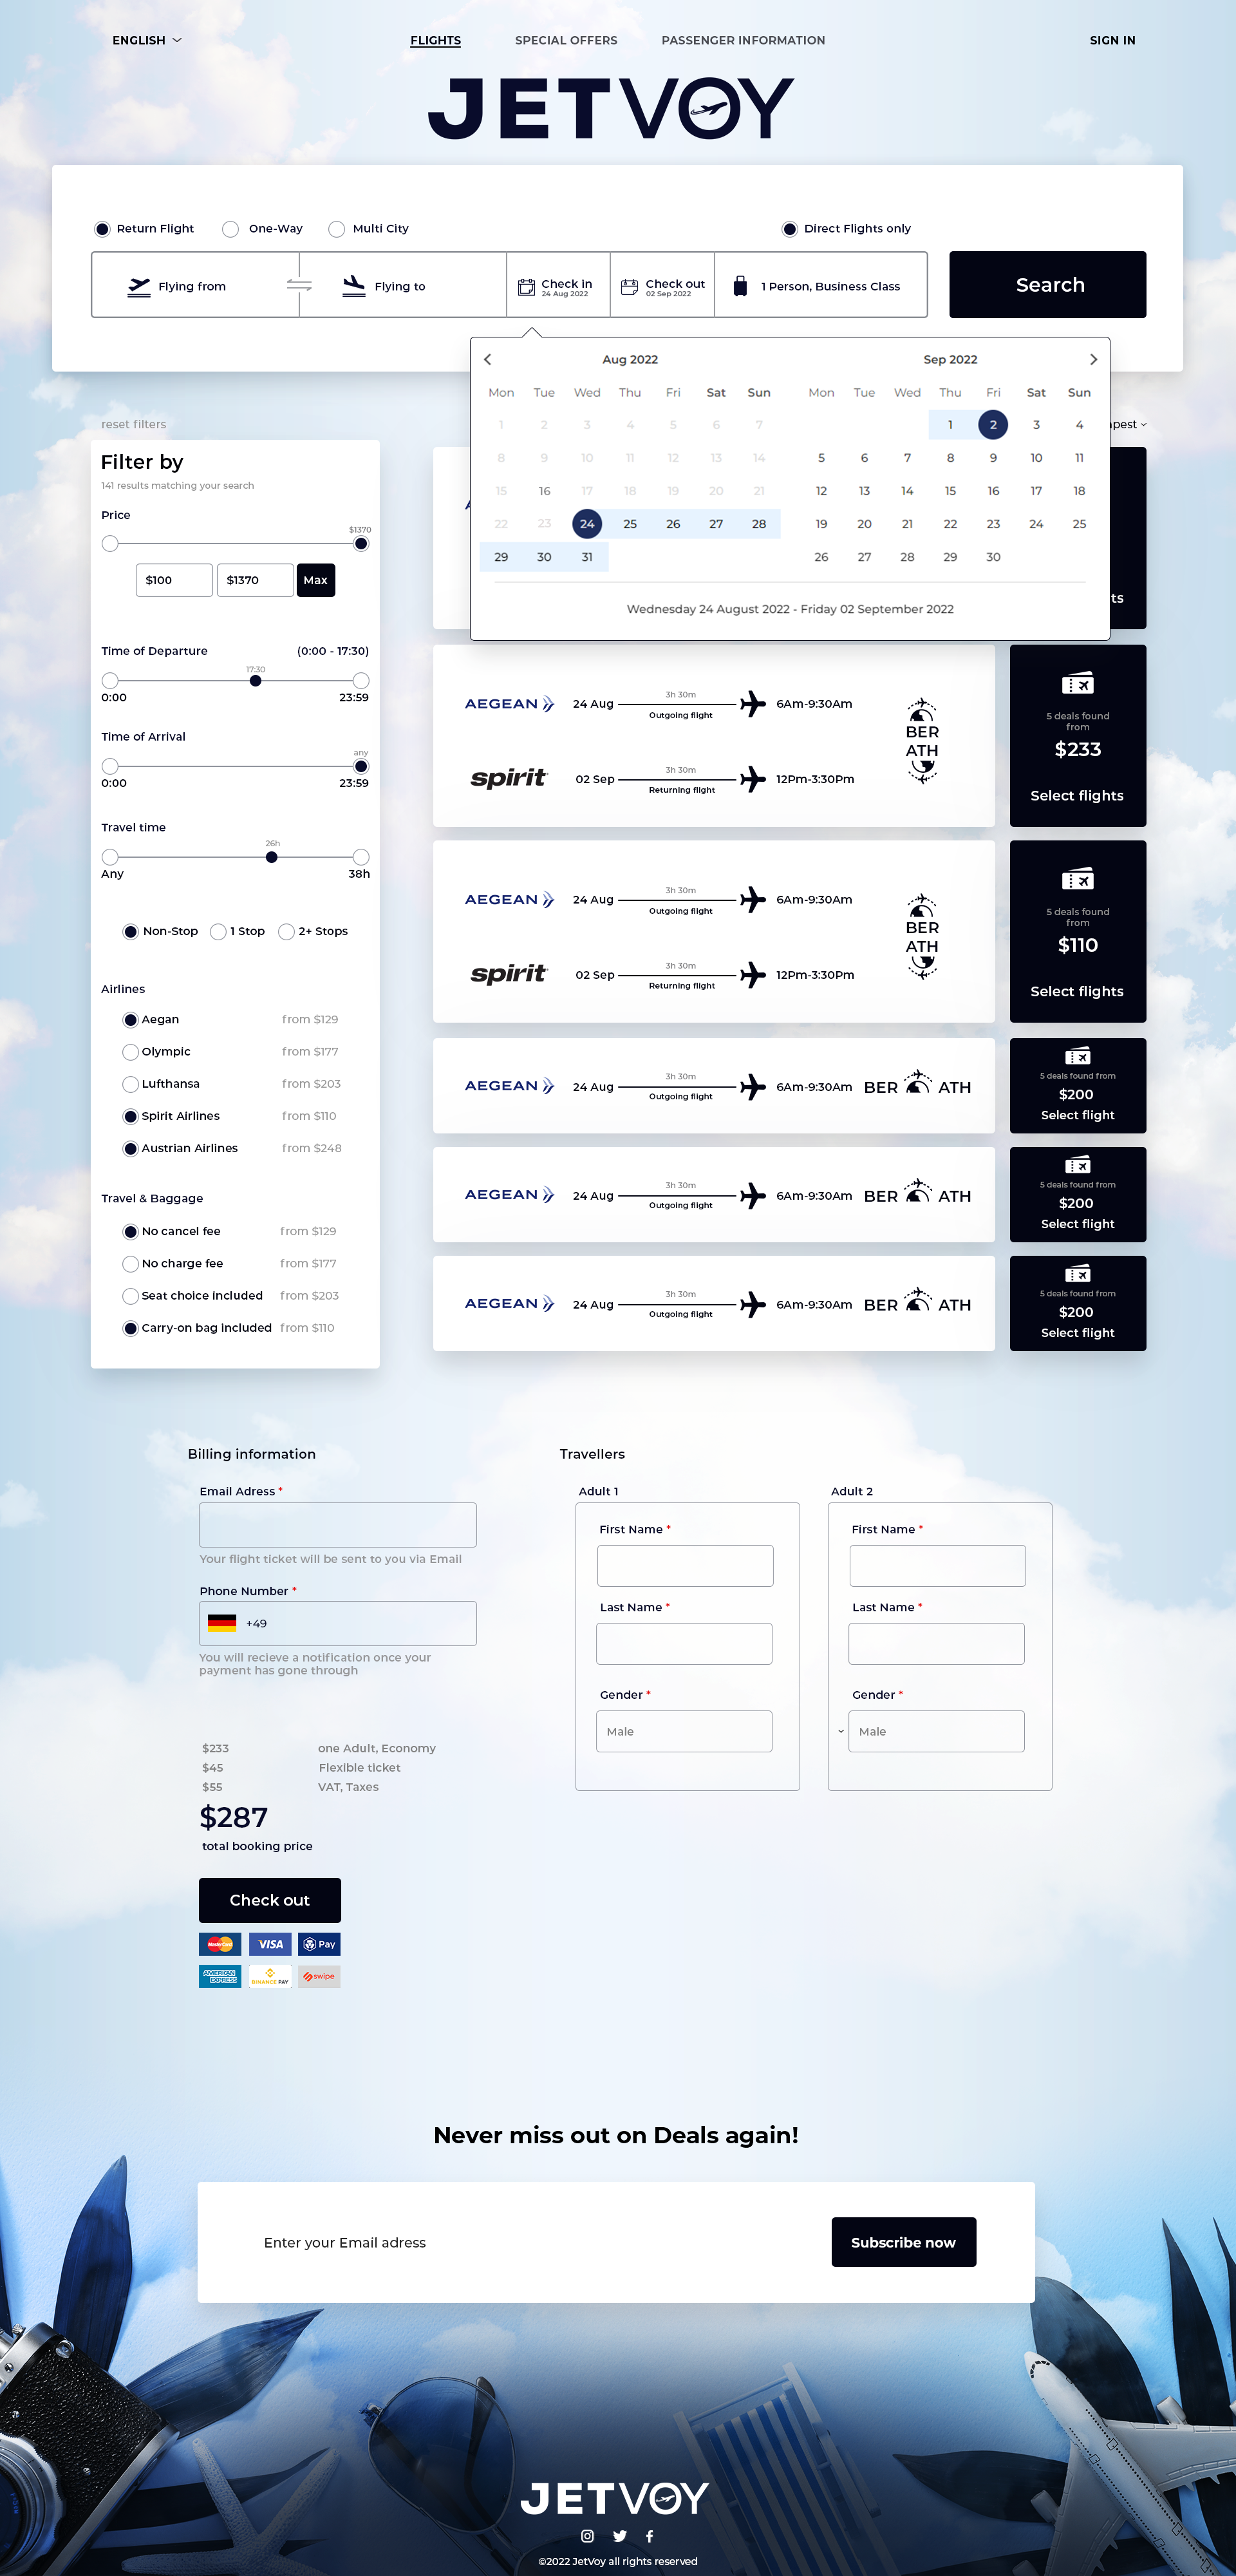 ENGLISH
FLIGHTS
SPECIAL OFFERS
PASSENGER INFORMATION
SIGN IN
JETVOY
Return Flight
One-Way
Multi City
Direct Flights only
Flying from
Flying to
Check in
24 Aug 2022
Check out
02 Sep 2022
1 Person, Business Class
Search
Aug 2022
Sep 2022
Mon Tue Wed Thu Fri Sat Sun
Mon Tue Wed Thu Fri Sat Sun
1 2 3 4 5 6 7
1 2 3 4
8 9 10 11 12 13 14
5 6 7 8 9 10 11
15 16 17 18 19 20 21
12 13 14 15 16 17 18
22 23 24 25 26 27 28
19 20 21 22 23 24 25
29 30 31
26 27 28 29 30
Wednesday 24 August 2022 - Friday 02 September 2022
reset filters
Filter by
141 results matching your search
Price
$1370
$100
$1370
Max
Time of Departure
(0:00 - 17:30)
17:30
0:00
23:59
Time of Arrival
any
0:00
23:59
Travel time
26h
Any
38h
Non-Stop
1 Stop
2+ Stops
Airlines
Aegan from $129
Olympic from $177
Lufthansa from $203
Spirit Airlines from $110
Austrian Airlines from $248
Travel & Baggage
No cancel fee from $129
No charge fee from $177
Seat choice included from $203
Carry-on bag included from $110
AEGEAN
24 Aug
3h 30m
Outgoing flight
6Am-9:30Am
spirit
02 Sep
3h 30m
Returning flight
12Pm-3:30Pm
BER
ATH
5 deals found
from
$233
Select flights
AEGEAN
24 Aug
3h 30m
Outgoing flight
6Am-9:30Am
spirit
02 Sep
3h 30m
Returning flight
12Pm-3:30Pm
BER
ATH
5 deals found
from
$110
Select flights
AEGEAN
24 Aug
3h 30m
Outgoing flight
6Am-9:30Am
BER ATH
5 deals found from
$200
Select flight
AEGEAN
24 Aug
3h 30m
Outgoing flight
6Am-9:30Am
BER ATH
5 deals found from
$200
Select flight
AEGEAN
24 Aug
3h 30m
Outgoing flight
6Am-9:30Am
BER ATH
5 deals found from
$200
Select flight
Billing information
Email Adress *
Your flight ticket will be sent to you via Email
Phone Number *
+49
You will recieve a notification once your
payment has gone through
$233 one Adult, Economy
$45 Flexible ticket
$55 VAT, Taxes
$287
total booking price
Check out
MasterCard
VISA
Pay
AMERICAN
EXPRESS
BINANCE PAY
swipe
Travellers
Adult 1
First Name *
Last Name *
Gender *
Male
Adult 2
First Name *
Last Name *
Gender *
Male
Never miss out on Deals again!
Enter your Email adress
Subscribe now
JETVOY
©2022 JetVoy all rights reserved